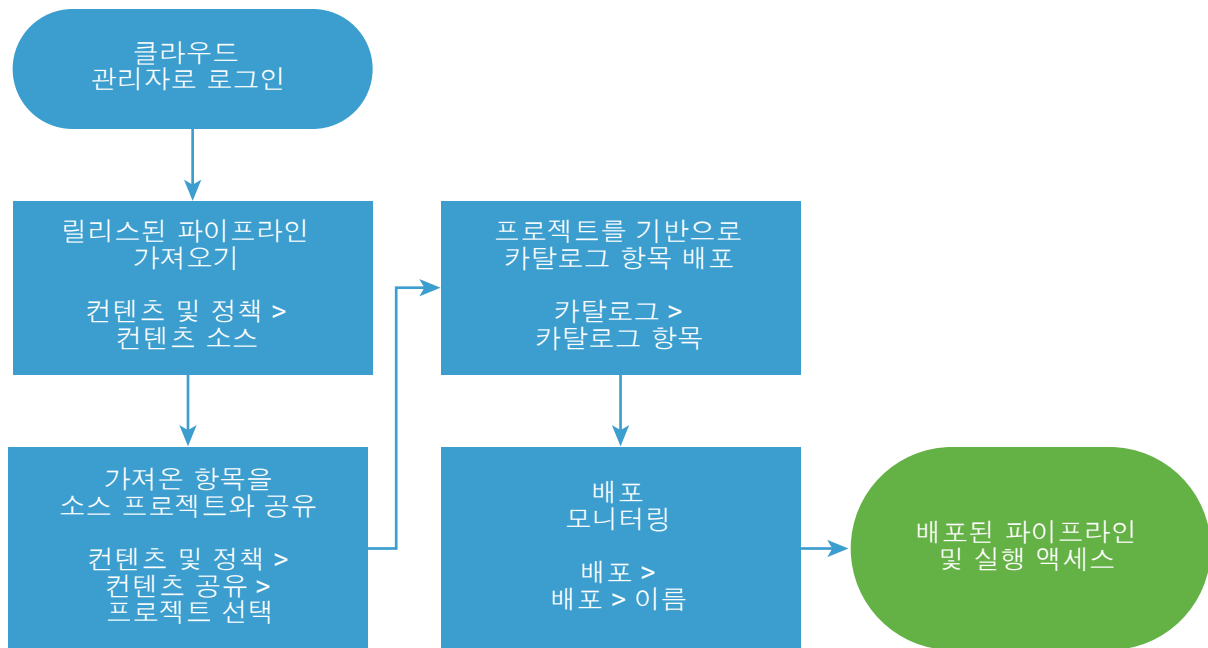 클라우드
관리자로 로그인
릴리스된 파이프라인
가져오기
컨텐츠 및 정책 >
컨텐츠 소스
가져온 항목을
소스 프로젝트와 공유
컨텐츠 및 정책 >
컨텐츠 공유 >
프로젝트 선택
프로젝트를 기반으로
카탈로그 항목 배포
카탈로그 >
카탈로그 항목
배포
모니터링
배포 >
배포 > 이름
배포된 파이프라인
및 실행 액세스